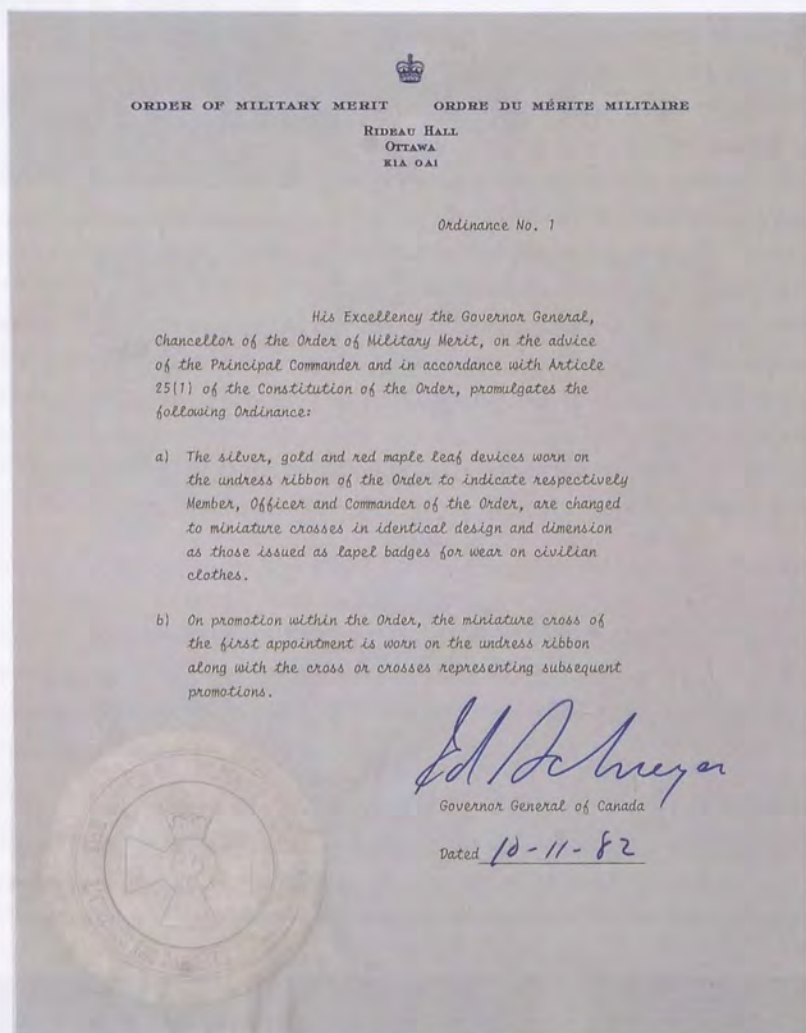 ORDER OF MILITARY MERIT ORDRE DU MÉRITE MILITAIRE
RIDEAU HALL
OTTAWA
K1A 0A1
Ordinance No. 1
His Excellency the Governor General,
Chancellor of the Order of Military Merit, on the advice
of the Principal Commander and in accordance with Article
25(1) of the Constitution of the Order, promulgates the
following Ordinance:
a) The silver, gold and red maple leaf devices worn on
the undress ribbon of the Order to indicate respectively
Member, Officer and Commander of the Order, are changed
to miniature crosses in identical design and dimension
as those issued as lapel badges for wear on civilian
clothes.
b) On promotion within the Order, the miniature cross of
the first appointment is worn on the undress ribbon
along with the cross or crosses representing subsequent
promotions.
Ed Schreyer
Governor General of Canada
Dated 10-11-82